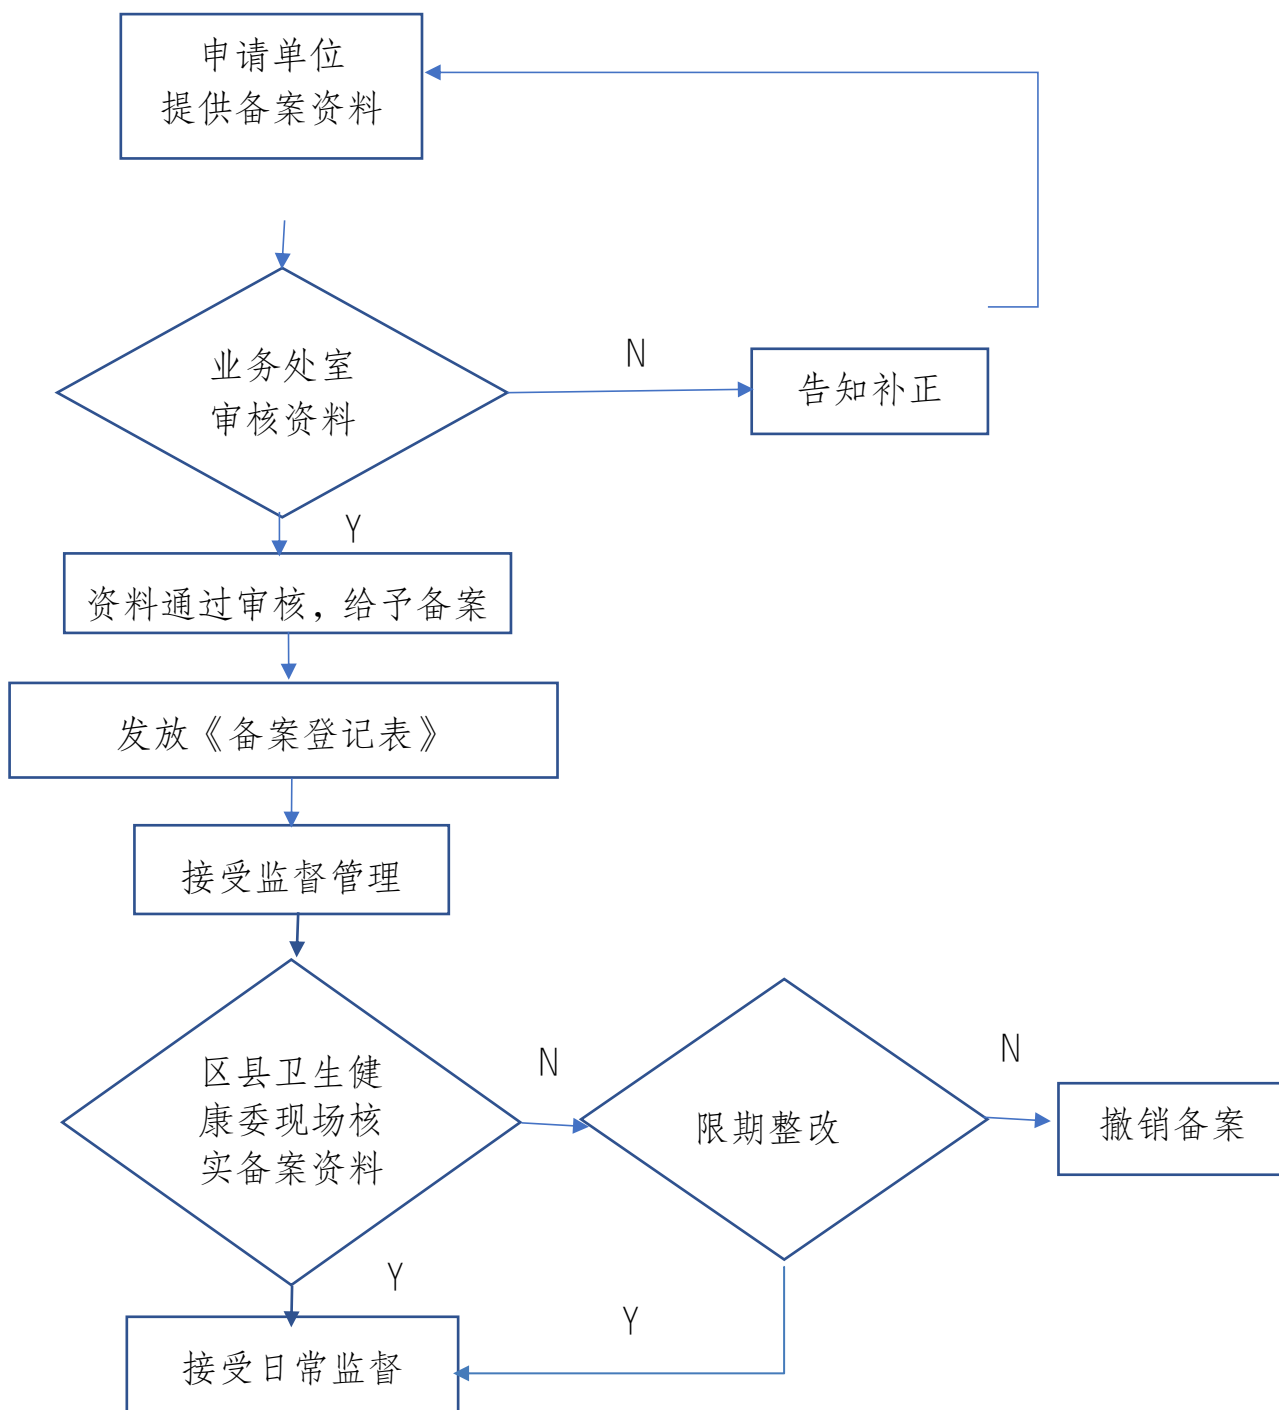 申请单位
提供备案资料
业务处室
审核资料
N
告知补正
Y
资料通过审核，给予备案
发放《备案登记表》
接受监督管理
区县卫生健
康委现场核
实备案资料
N
限期整改
N
撤销备案
Y
Y
接受日常监督